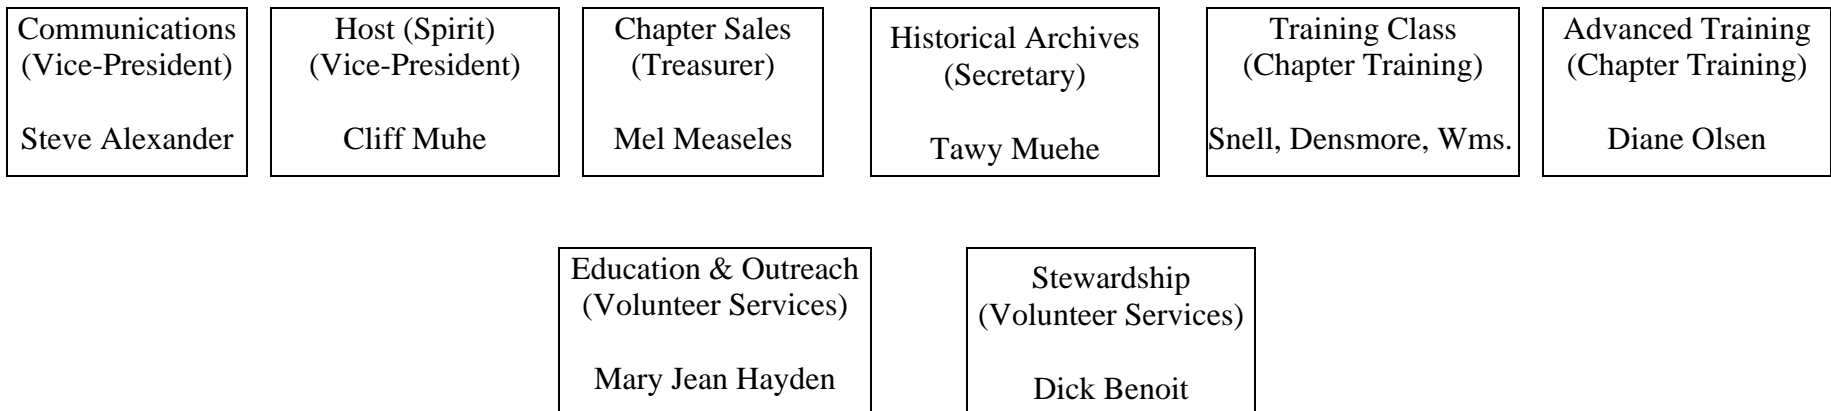 Communications
(Vice-President)
Steve Alexander
Host (Spirit)
(Vice-President)
Cliff Muhe
Chapter Sales
(Treasurer)
Mel Measeles
Historical Archives
(Secretary)
Tawy Muehe
Training Class
(Chapter Training)
Snell, Densmore, Wms.
Advanced Training
(Chapter Training)
Diane Olsen
Education & Outreach
(Volunteer Services)
Mary Jean Hayden
Stewardship
(Volunteer Services)
Dick Benoit